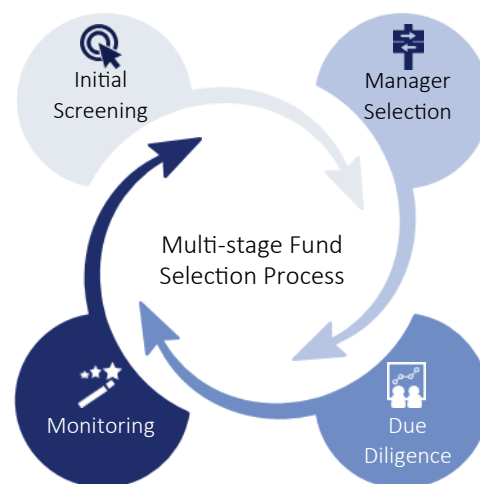 Initial
Screening
Manager
Selection
Multi-stage Fund
Selection Process
Monitoring
Due
Diligence